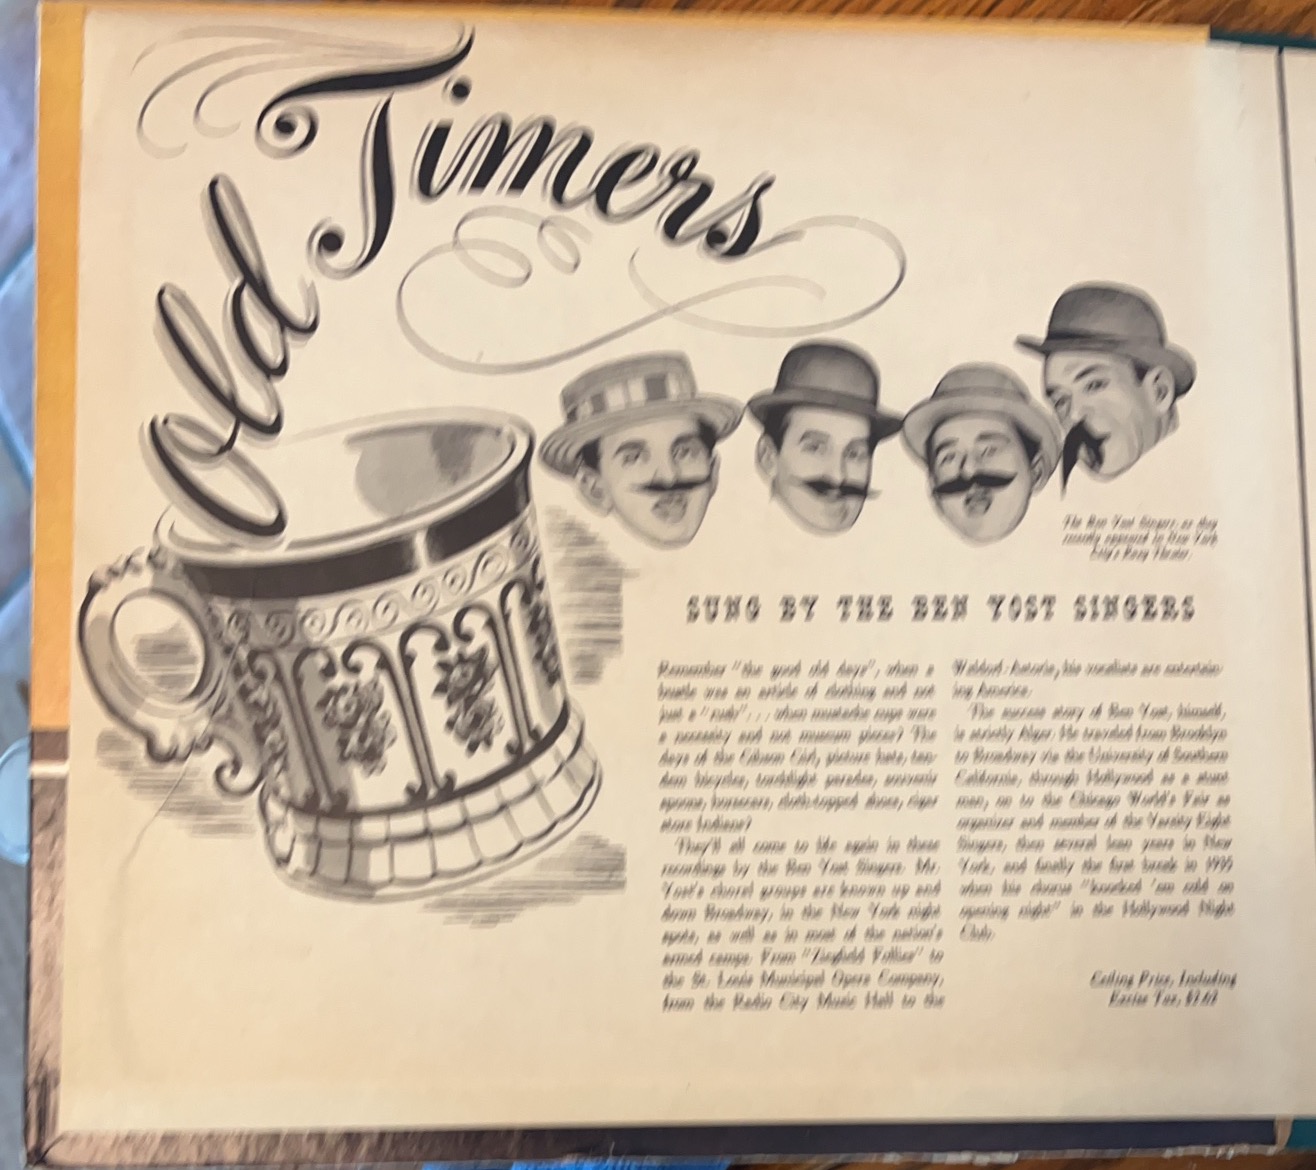 Old Timers
The Ben Yost Singers, as they
recently appeared in New York
City's Roxy Theater.
SUNG BY THE BEN YOST SINGERS
Remember "the good old days", when a
bustle was an article of clothing and not
just a "rush"... when mustache cups were
a necessity and not museum pieces? The
days of the Gibson Girl, picture hats, tan-
dem bicycles, torchlight parades, souvenir
spoons, horsecars, cloth-topped shoes, cigar
store Indians?
They'll all come to life again in these
recordings by the Ben Yost Singers. Mr.
Yost's choral groups are known up and
down Broadway, in the New York night
spots, as well as in most of the nation's
armed camps. From "Ziegfeld Follies" to
the St. Louis Municipal Opera Company,
from the Radio City Music Hall to the
Waldorf-Astoria, his vocalists are entertain-
ing America.
The success story of Ben Yost, himself,
is strictly Alger. He traveled from Brooklyn
to Broadway via the University of Southern
California, through Hollywood as a stunt
man, on to the Chicago World's Fair as
organizer and member of the Varsity Eight
Singers, then several lean years in New
York, and finally the first break in 1935
when his chorus "knocked 'em cold on
opening night" in the Hollywood Night
Club.
Ceiling Price, Including
Excise Tax,